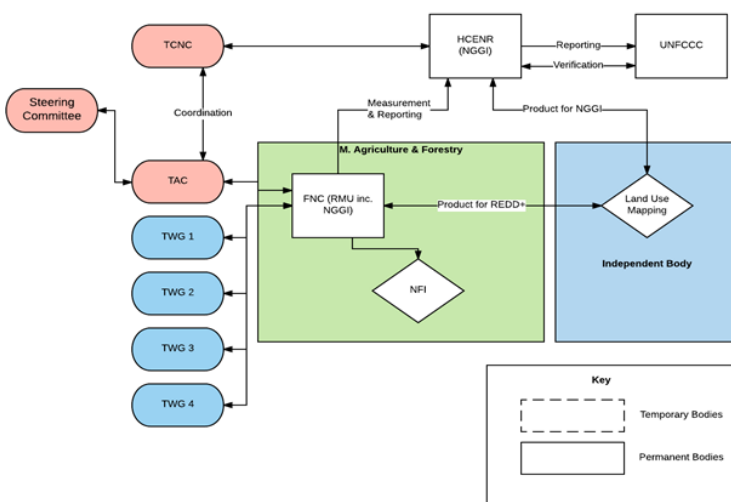 TCNC
HCENR
(NGGI)
Reporting
Verification
UNFCCC
Steering
Committee
Coordination
Measurement
& Reporting
Product for NGGI
M. Agriculture & Forestry
TAC
FNC (RMU inc.
NGGI)
Product for REDD+
Land Use
Mapping
TWG 1
Independent Body
NFI
TWG 2
TWG 3
TWG 4
Key
Temporary Bodies
Permanent Bodies